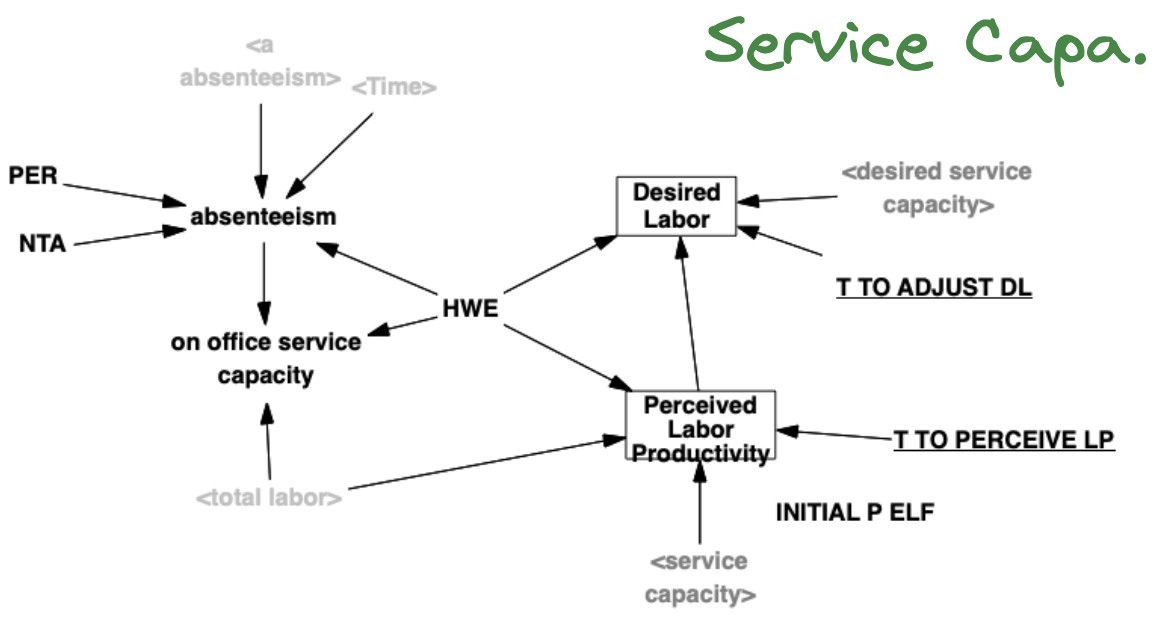 Service Capa.
<a
absenteeism>
<Time>
PER
absenteeism
NTA
Desired
Labor
<desired service
capacity>
T TO ADJUST DL
HWE
on office service
capacity
Perceived
Labor
Productivity
T TO PERCEIVE LP
<total labor>
INITIAL P ELF
<service
capacity>